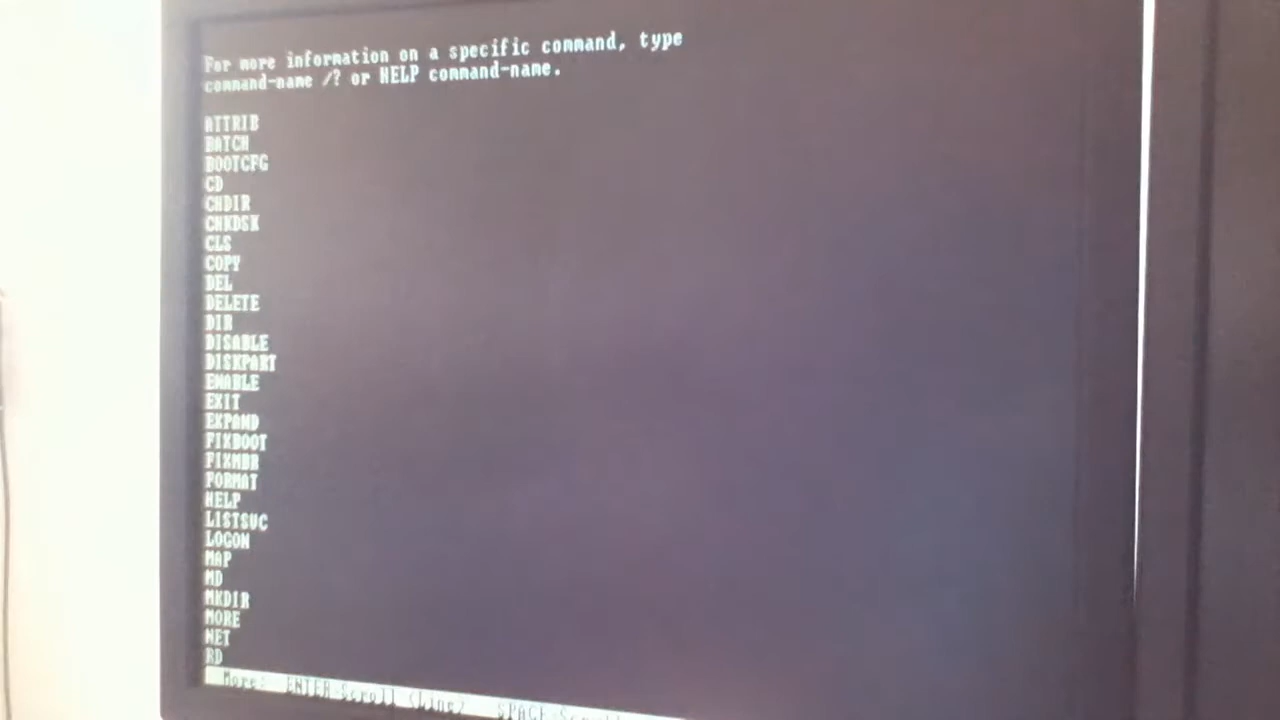 For more information on a specific command, type
command-name /? or HELP command-name.
ATTRIB
BATCH
BOOTCFG
CD
CHDIR
CHKDSK
CLS
COPY
DEL
DELETE
DIR
DISABLE
DISKPART
ENABLE
EXIT
EXPAND
FIXBOOT
FIXMBR
FORMAT
HELP
LISTSVC
LOGON
MAP
MD
MKDIR
MORE
NET
RD
More: ENTER=Scroll (Line) SPACE=Scroll